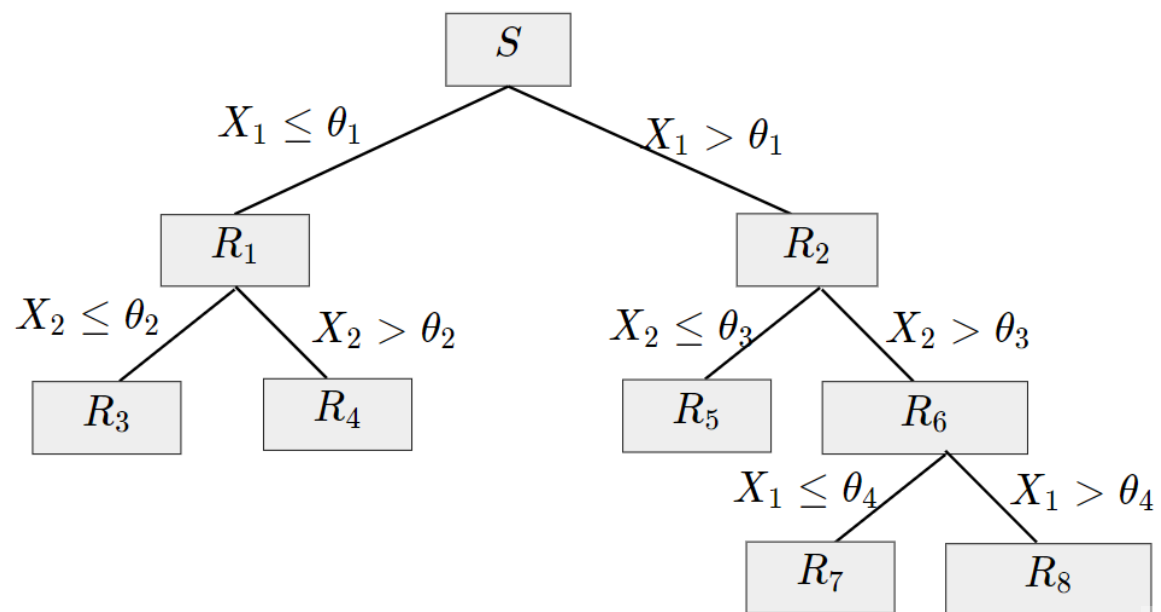 S
X₁ ≤ θ₁
X₁ > θ₁
R₁
R₂
X₂ ≤ θ₂
X₂ > θ₂
X₂ ≤ θ₃
X₂ > θ₃
R₃
R₄
R₅
R₆
X₁ ≤ θ₄
X₁ > θ₄
R₇
R₈